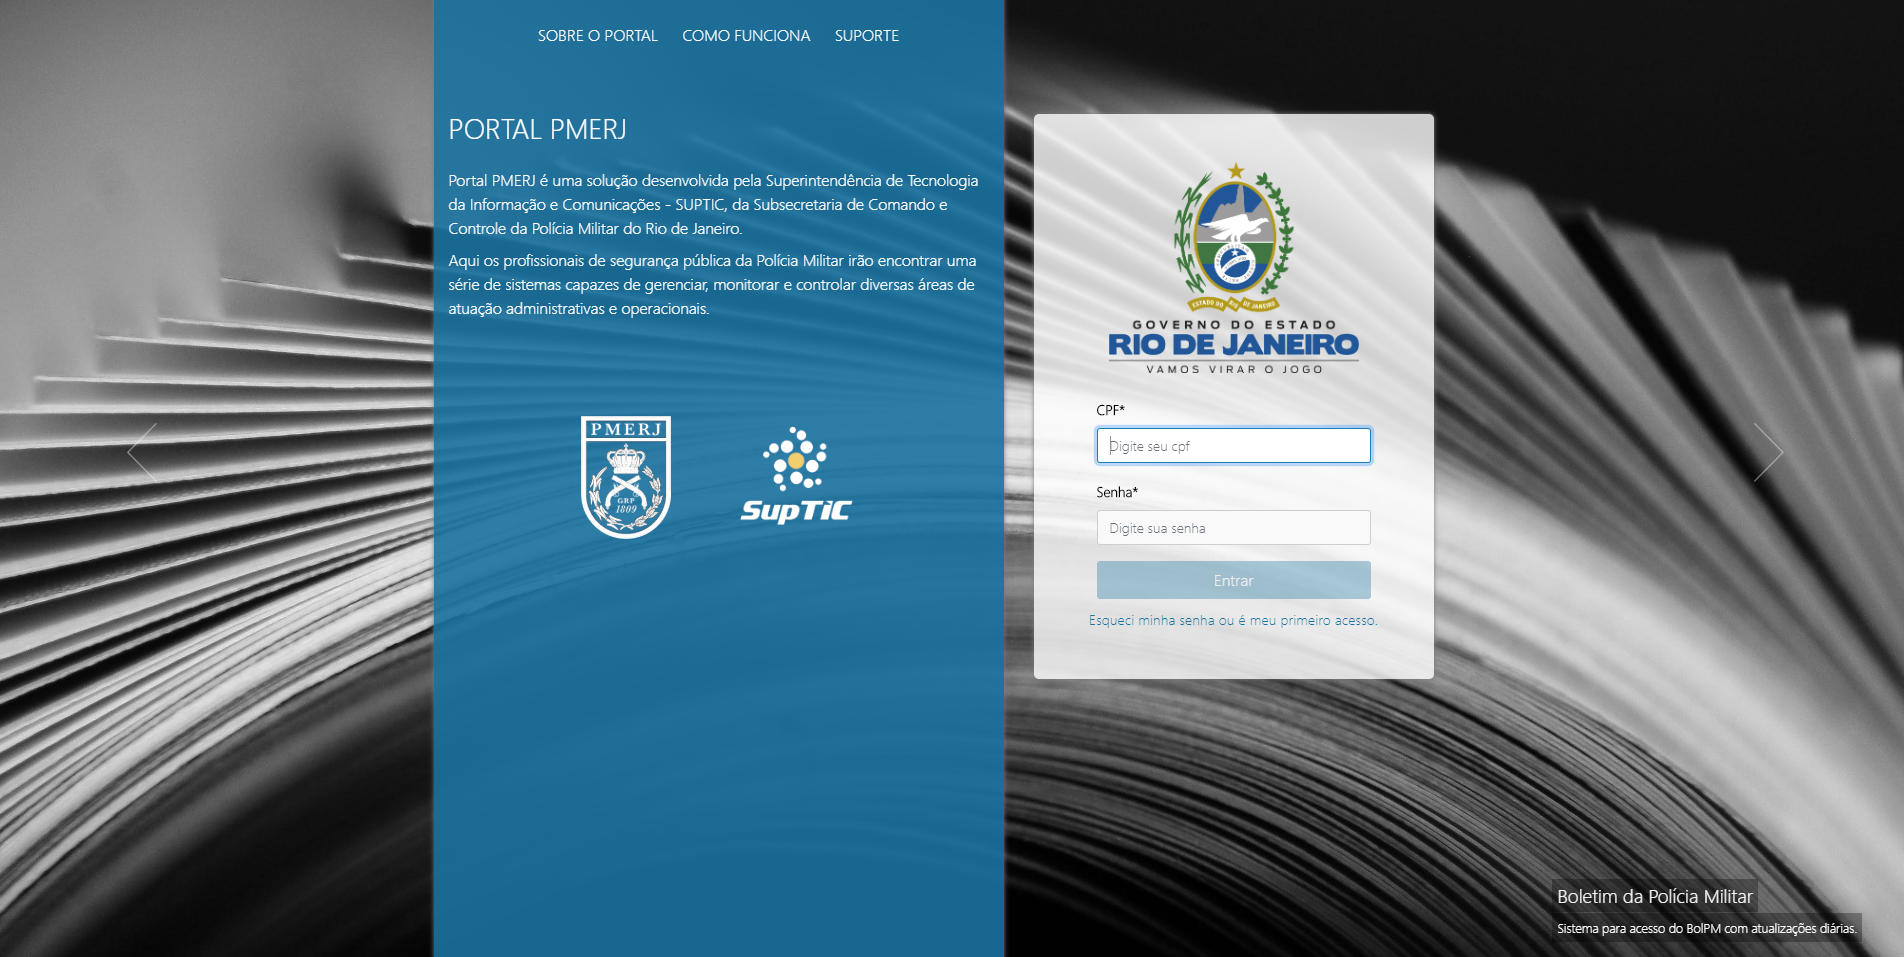 SOBRE O PORTAL COMO FUNCIONA SUPORTE
PORTAL PMERJ
Portal PMERJ é uma solução desenvolvida pela Superintendência de Tecnologia
da Informação e Comunicações - SUPTIC, da Subsecretaria de Comando e
Controle da Polícia Militar do Rio de Janeiro.
Aqui os profissionais de segurança pública da Polícia Militar irão encontrar uma
série de sistemas capazes de gerenciar, monitorar e controlar diversas áreas de
atuação administrativas e operacionais.
PMERJ
GRP
1809
SupTiC
ESTADO DO RIO DE JANEIRO
GOVERNO DO ESTADO
RIO DE JANEIRO
VAMOS VIRAR O JOGO
CPF*
Digite seu cpf
Senha*
Digite sua senha
Entrar
Esqueci minha senha ou é meu primeiro acesso.
Boletim da Polícia Militar
Sistema para acesso do BolPM com atualizações diárias.